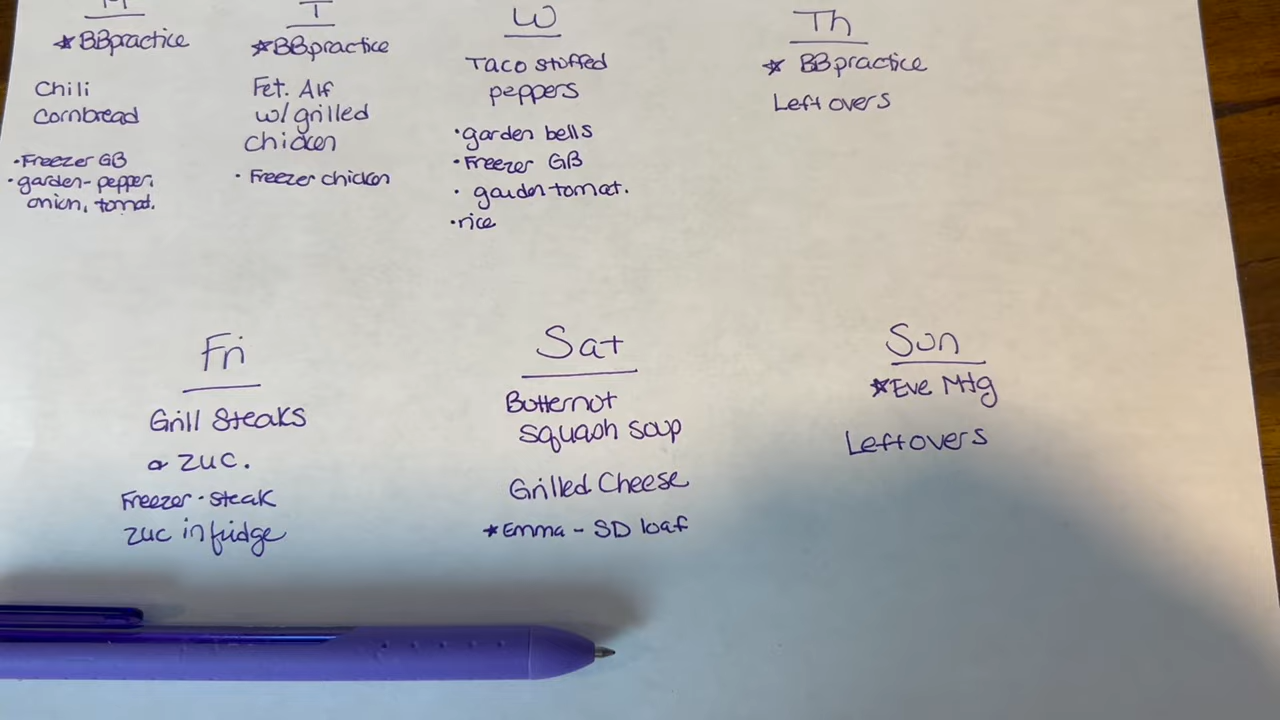 M
★BBpractice
Chili
cornbread
•Freezer GB
•garden-pepper,
onion, tomat.
T
★BBpractice
Fet. Alf
w/grilled
chicken
• Freezer chicken
W
Taco stuffed
peppers
•garden bells
•Freezer GB
• garden tomat.
•rice
Th
★ BBpractice
Leftovers
Fri
Grill Steaks
& zuc.
Freezer-steak
zuc in fridge
Sat
Butternut
squash soup
Grilled Cheese
★Emma - SD loaf
Sun
★Eve Mtg
Leftovers